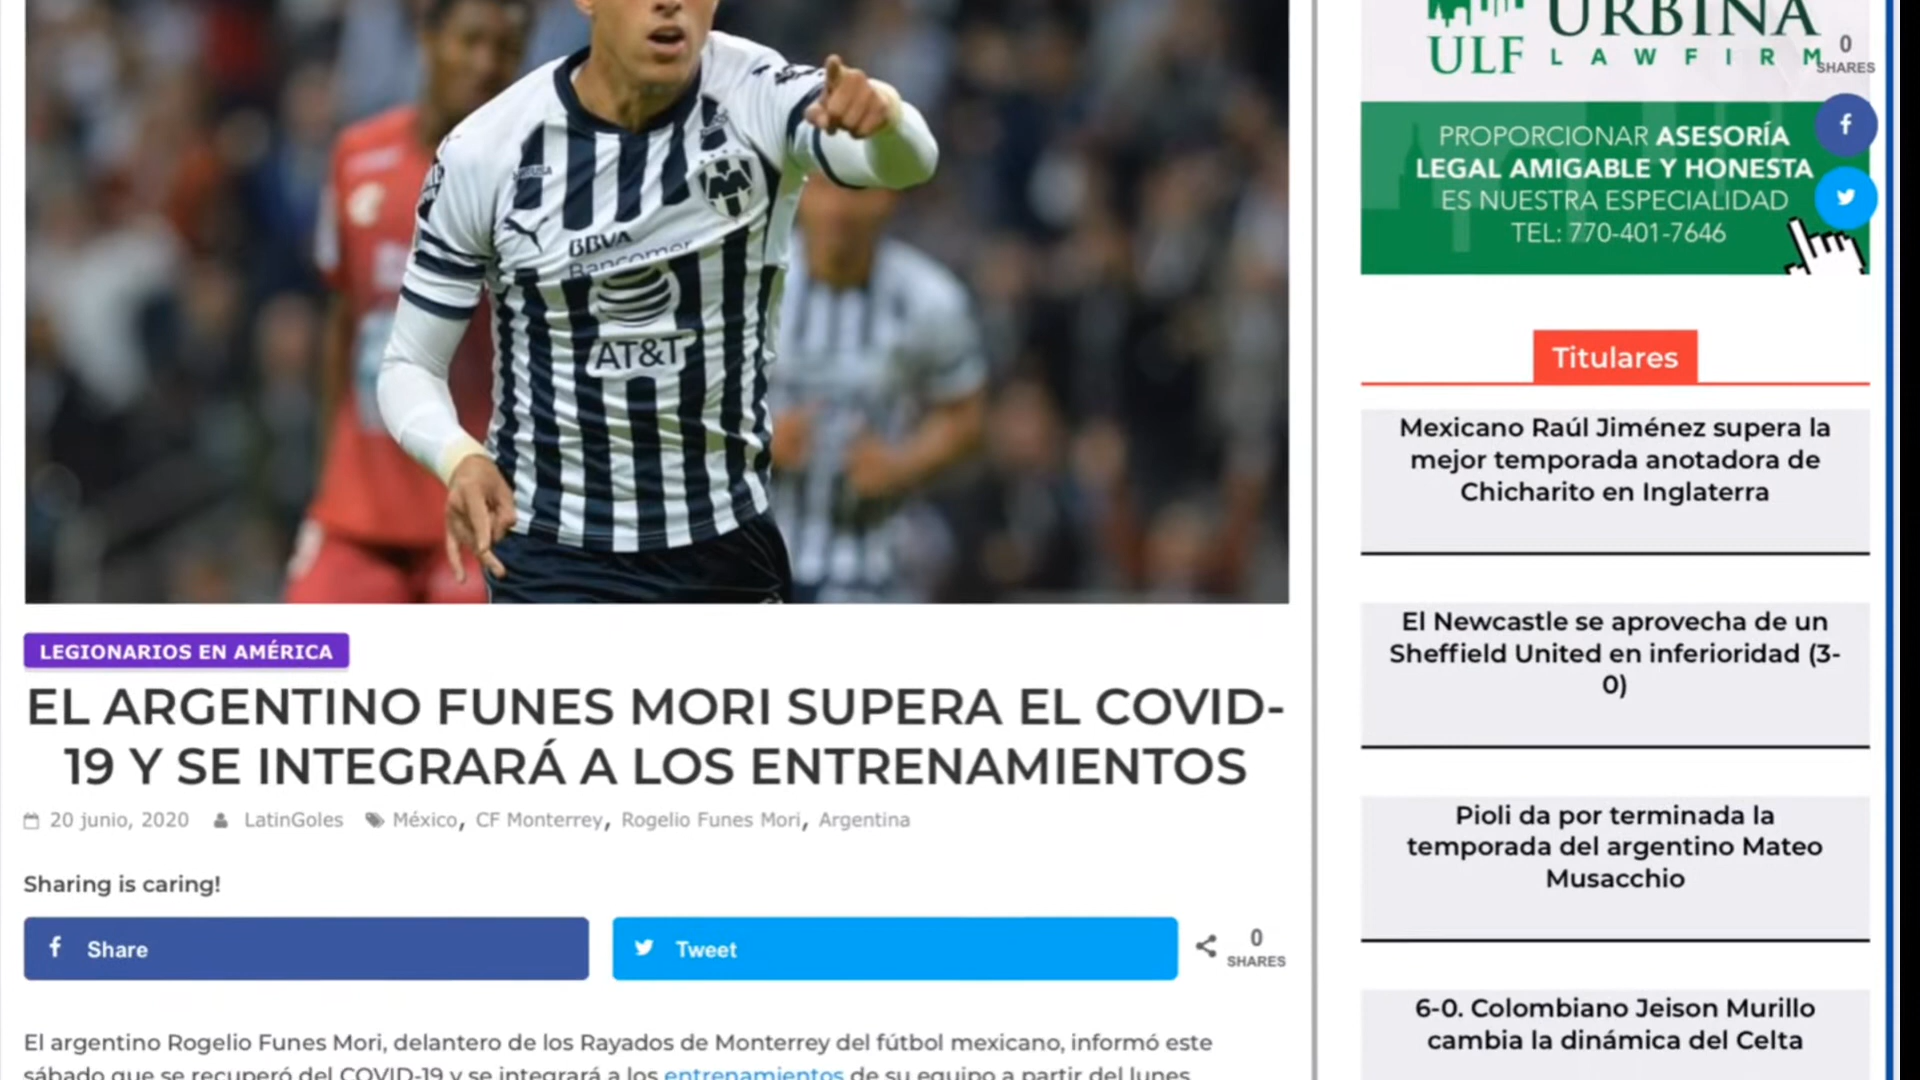 BBVA
Bancomer
AT&T
LEGIONARIOS EN AMÉRICA
EL ARGENTINO FUNES MORI SUPERA EL COVID-
19 Y SE INTEGRARÁ A LOS ENTRENAMIENTOS
20 junio, 2020 LatinGoles México, CF Monterrey, Rogelio Funes Mori, Argentina
Sharing is caring!
Share
Tweet
0
SHARES
El argentino Rogelio Funes Mori, delantero de los Rayados de Monterrey del fútbol mexicano, informó este
sábado que se recuperó del COVID-19 y se integrará a los entrenamientos de su equipo a partir del lunes
URBINA
ULF LAWFIRM
0
SHARES
PROPORCIONAR ASESORÍA
LEGAL AMIGABLE Y HONESTA
ES NUESTRA ESPECIALIDAD
TEL: 770-401-7646
Titulares
Mexicano Raúl Jiménez supera la
mejor temporada anotadora de
Chicharito en Inglaterra
El Newcastle se aprovecha de un
Sheffield United en inferioridad (3-
0)
Pioli da por terminada la
temporada del argentino Mateo
Musacchio
6-0. Colombiano Jeison Murillo
cambia la dinámica del Celta